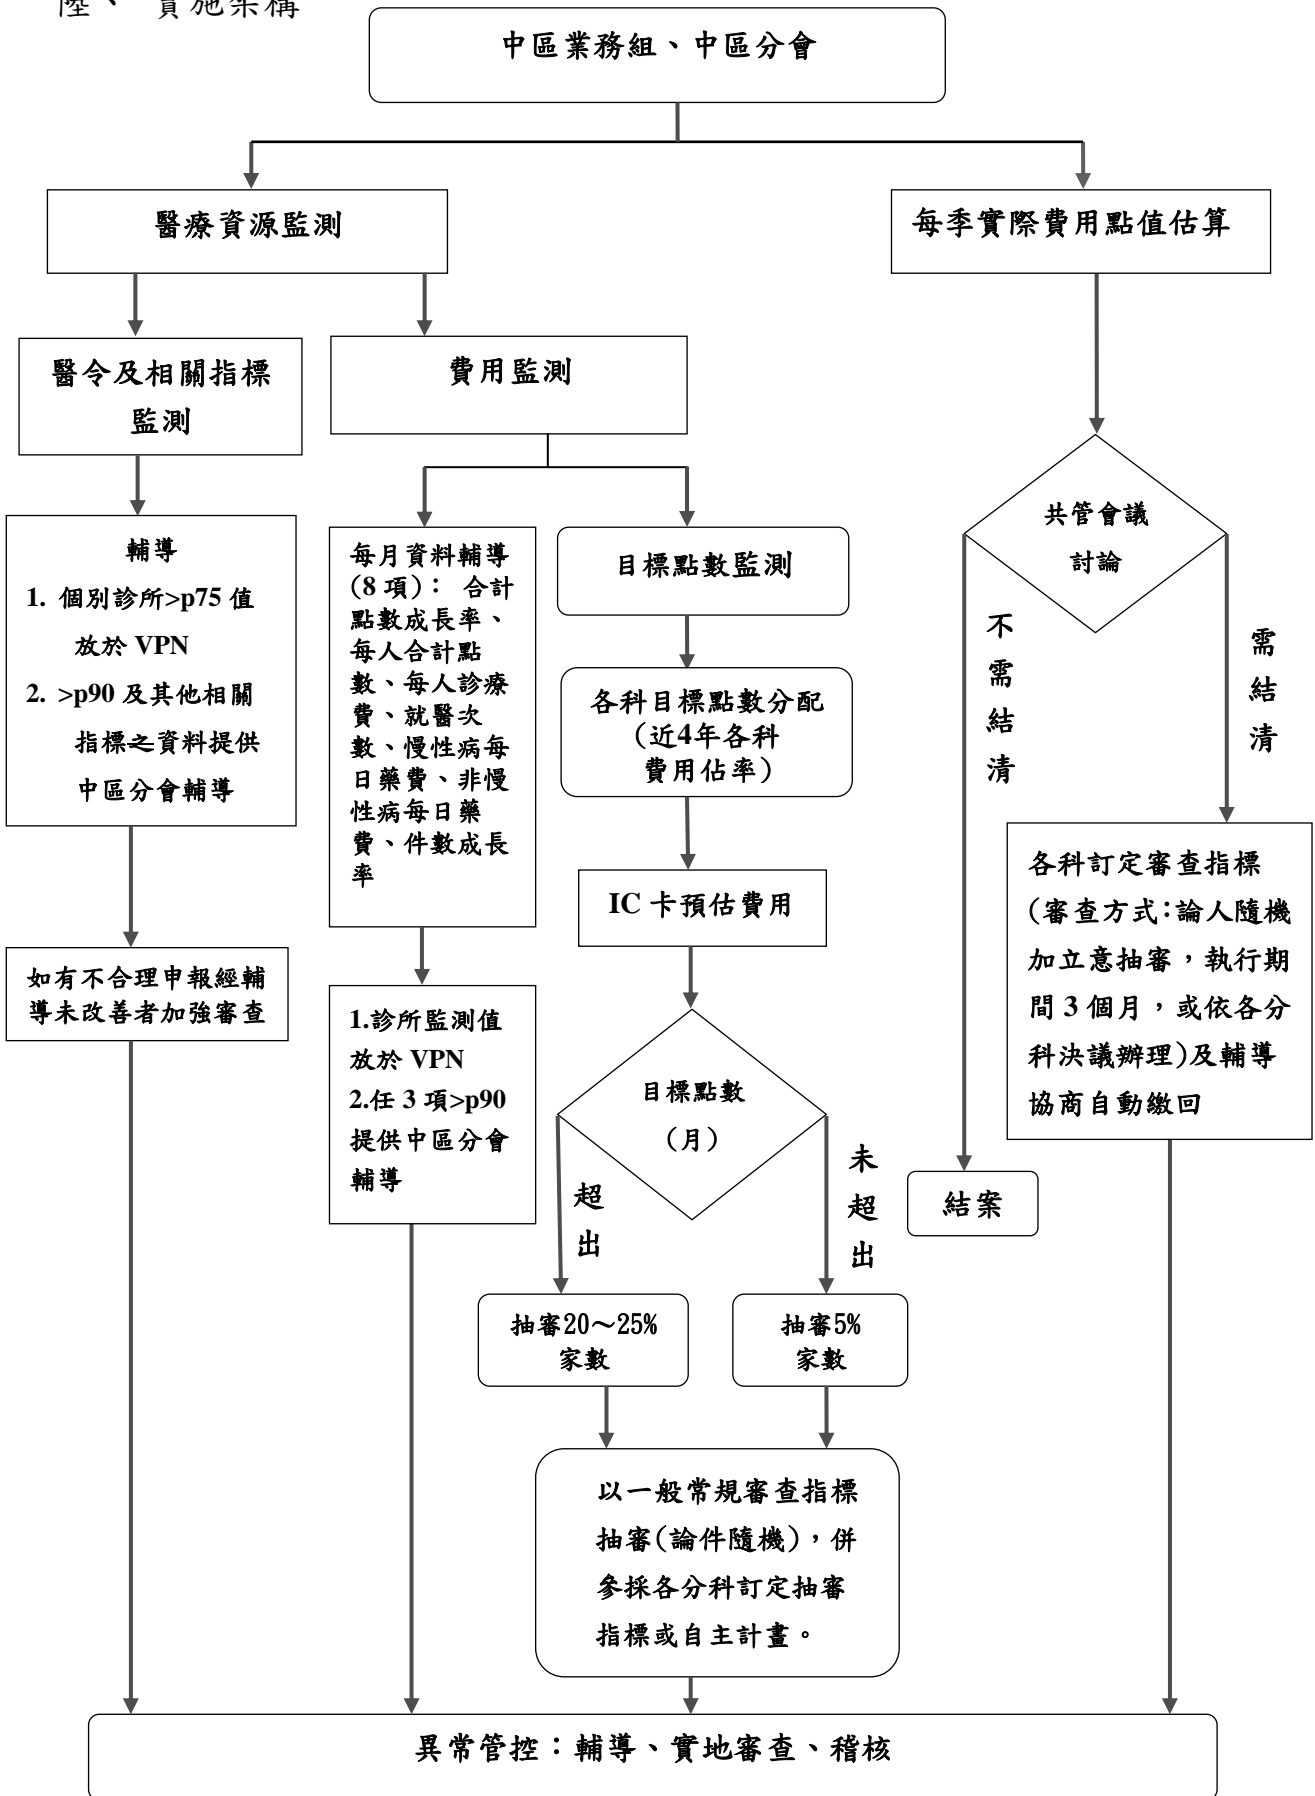 陸、 實施架構
中區業務組、中區分會
醫療資源監測
每季實際費用點值估算
醫令及相關指標
監測
費用監測
輔導
1. 個別診所>p75 值
放於 VPN
2. >p90 及其他相關
指標之資料提供
中區分會輔導
如有不合理申報經輔
導未改善者加強審查
每月資料輔導
(8 項)： 合計
點數成長率、
每人合計點
數、每人診療
費、就醫次
數、慢性病每
日藥費、非慢
性病每日藥
費、件數成長
率
1.診所監測值
放於 VPN
2.任 3 項>p90
提供中區分會
輔導
目標點數監測
各科目標點數分配
(近4年各科
費用佔率)
IC 卡預估費用
目標點數
(月)
超
出
未
超
出
抽審20～25%
家數
抽審5%
家數
以一般常規審查指標
抽審(論件隨機)，併
參採各分科訂定抽審
指標或自主計畫。
共管會議
討論
不
需
結
清
需
結
清
結案
各科訂定審查指標
(審查方式：論人隨機
加立意抽審，執行期
間 3 個月，或依各分
科決議辦理)及輔導
協商自動繳回
異常管控：輔導、實地審查、稽核